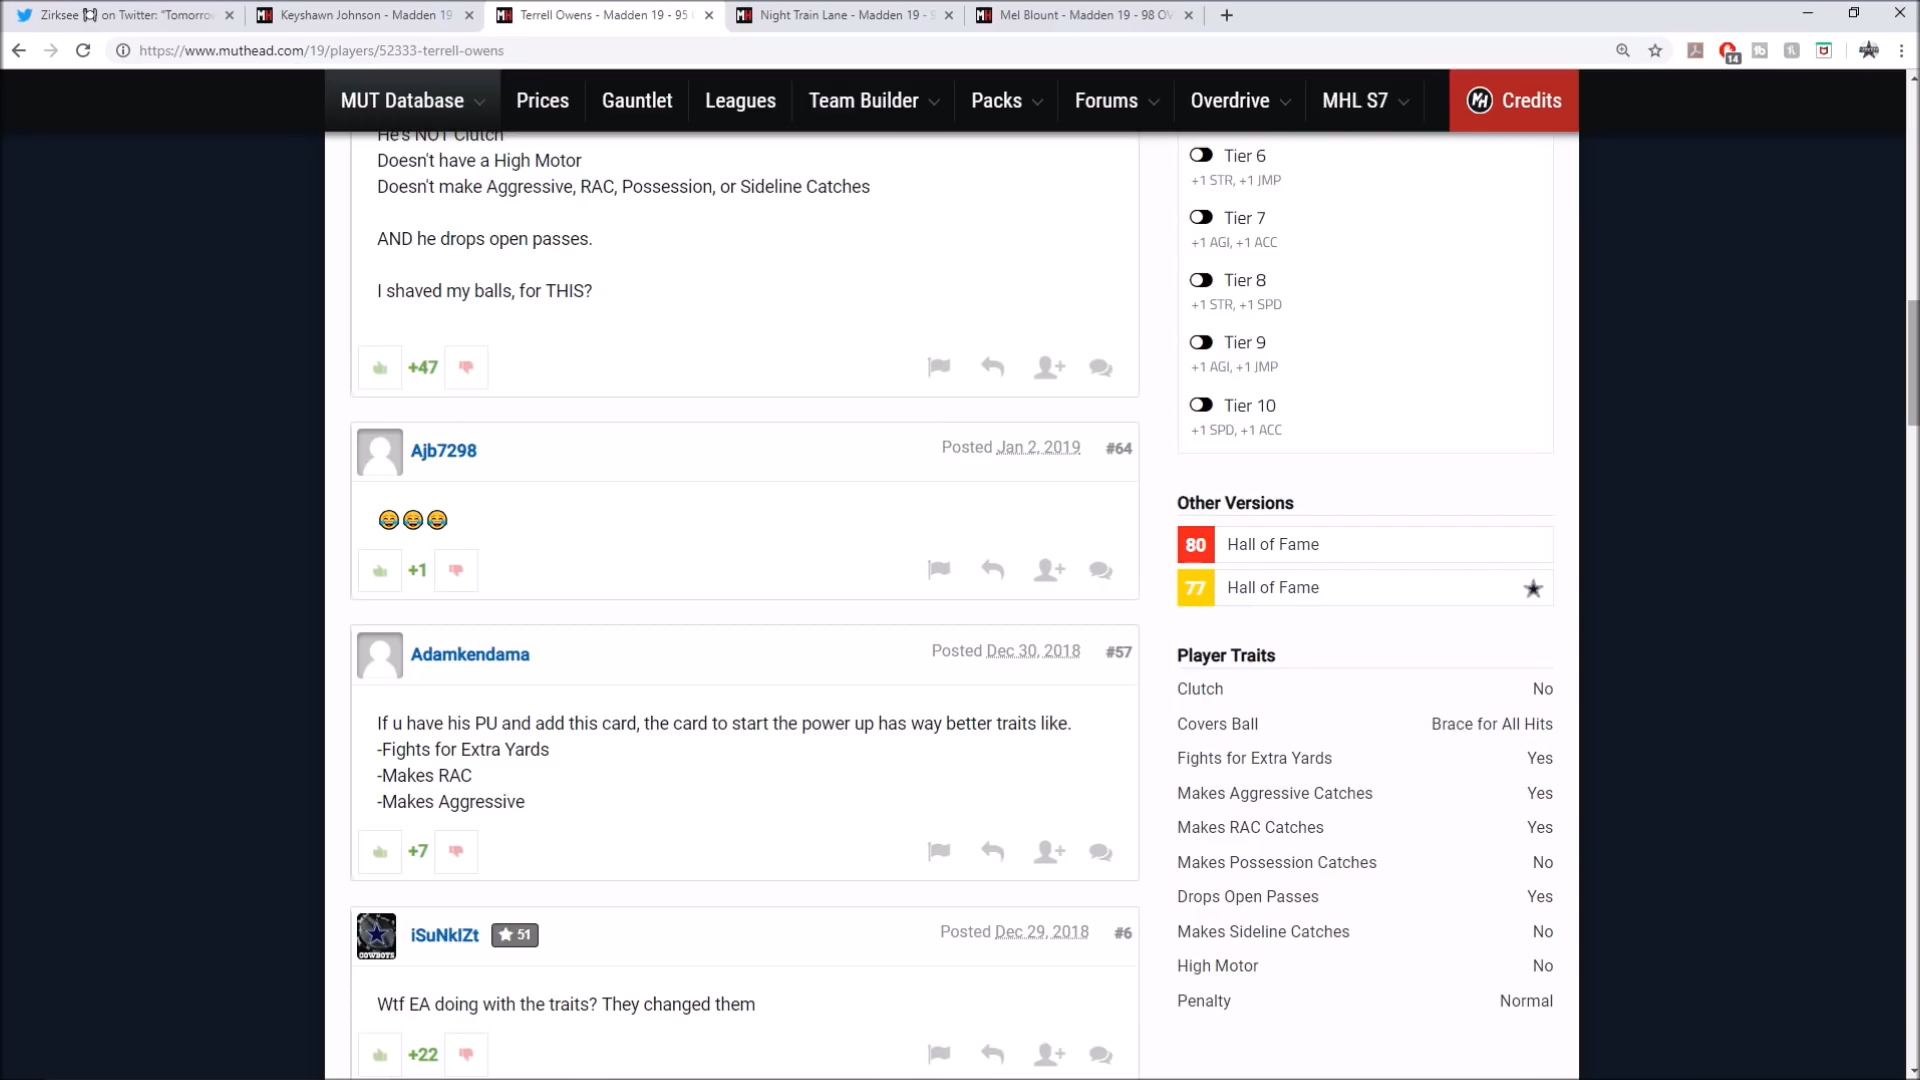 Zirksee on Twitter: "Tomorro
Keyshawn Johnson - Madden 19
Terrell Owens - Madden 19 - 95
Night Train Lane - Madden 19 - 9
Mel Blount - Madden 19 - 98 OV
https://www.muthead.com/19/players/52333-terrell-owens
14
MUT Database
Prices
Gauntlet
Leagues
Team Builder
Packs
Forums
Overdrive
MHL S7
MH Credits
He's NOT Clutch
Doesn't have a High Motor
Doesn't make Aggressive, RAC, Possession, or Sideline Catches
AND he drops open passes.
I shaved my balls, for THIS?
+47
Ajb7298
Posted Jan 2, 2019 #64
😂😂😂
+1
Adamkendama
Posted Dec 30, 2018 #57
If u have his PU and add this card, the card to start the power up has way better traits like.
-Fights for Extra Yards
-Makes RAC
-Makes Aggressive
+7
COWBOYS
iSuNkIZt
★ 51
Posted Dec 29, 2018 #6
Wtf EA doing with the traits? They changed them
+22
Tier 6
+1 STR, +1 JMP
Tier 7
+1 AGI, +1 ACC
Tier 8
+1 STR, +1 SPD
Tier 9
+1 AGI, +1 JMP
Tier 10
+1 SPD, +1 ACC
Other Versions
80 Hall of Fame
77 Hall of Fame
Player Traits
Clutch No
Covers Ball Brace for All Hits
Fights for Extra Yards Yes
Makes Aggressive Catches Yes
Makes RAC Catches Yes
Makes Possession Catches No
Drops Open Passes Yes
Makes Sideline Catches No
High Motor No
Penalty Normal